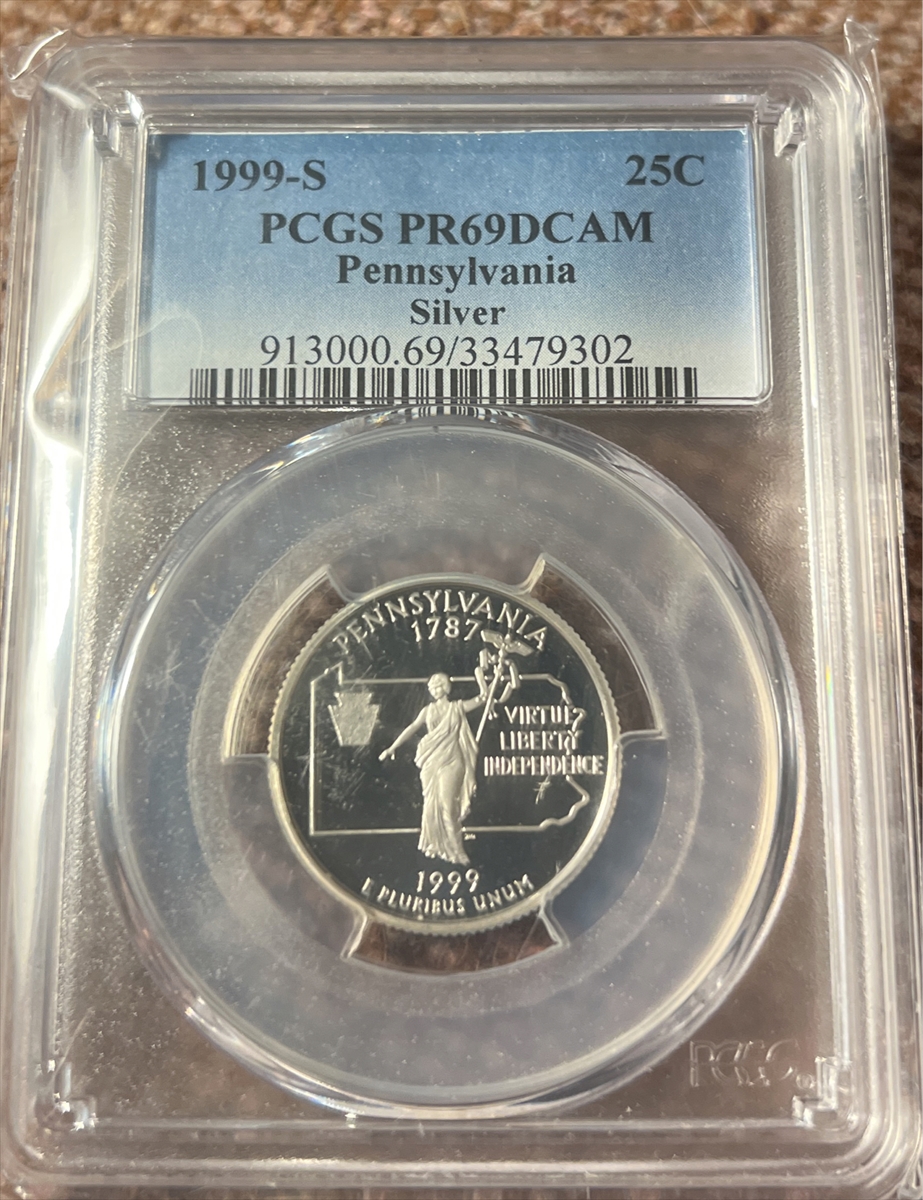 1999-S 25C
PCGS PR69DCAM
Pennsylvania
Silver
913000.69/33479302
PENNSYLVANIA
1787
VIRTUE
LIBERTY
INDEPENDENCE
1999
E PLURIBUS UNUM
PCGS